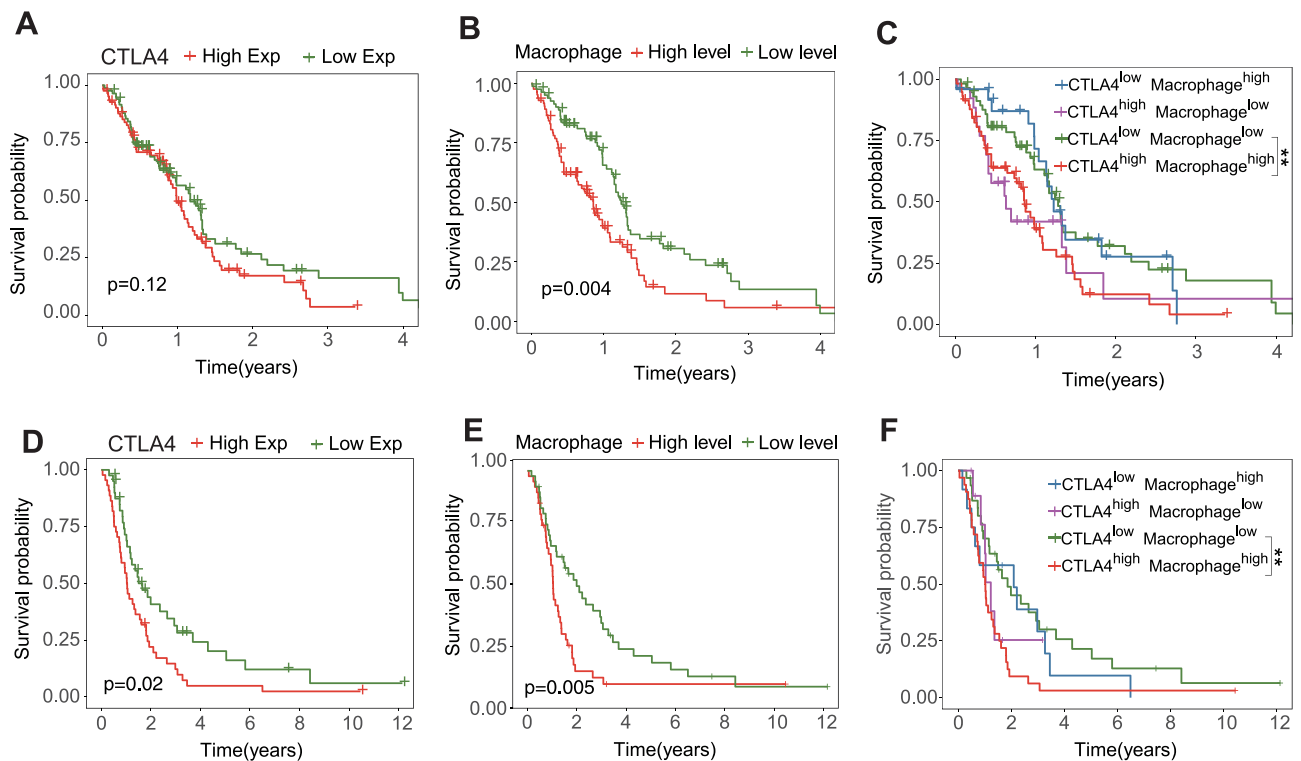 A
CTLA4 High Exp Low Exp
Survival probability
1.00
0.75
0.50
0.25
0.00
p=0.12
0 1 2 3 4
Time(years)
B
Macrophage High level Low level
Survival probability
1.00
0.75
0.50
0.25
0.00
p=0.004
0 1 2 3 4
Time(years)
C
Survival probability
1.00
0.75
0.50
0.25
0.00
CTLA4low Macrophagehigh
CTLA4high Macrophagelow
CTLA4low Macrophagelow
CTLA4high Macrophagehigh
**
0 1 2 3 4
Time(years)
D
CTLA4 High Exp Low Exp
Survival probability
1.00
0.75
0.50
0.25
0.00
p=0.02
0 2 4 6 8 10 12
Time(years)
E
Macrophage High level Low level
Survival probability
1.00
0.75
0.50
0.25
0.00
p=0.005
0 2 4 6 8 10 12
Time(years)
F
Survival probability
1.00
0.75
0.50
0.25
0.00
CTLA4low Macrophagehigh
CTLA4high Macrophagelow
CTLA4low Macrophagelow
CTLA4high Macrophagehigh
**
0 2 4 6 8 10 12
Time(years)